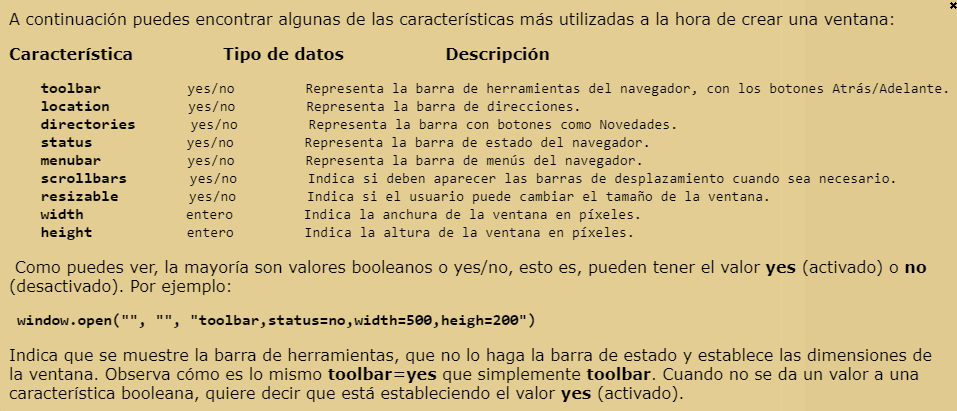 A continuación puedes encontrar algunas de las características más utilizadas a la hora de crear una ventana:
Característica Tipo de datos Descripción
toolbar yes/no Representa la barra de herramientas del navegador, con los botones Atrás/Adelante.
location yes/no Representa la barra de direcciones.
directories yes/no Representa la barra con botones como Novedades.
status yes/no Representa la barra de estado del navegador.
menubar yes/no Representa la barra de menús del navegador.
scrollbars yes/no Indica si deben aparecer las barras de desplazamiento cuando sea necesario.
resizable yes/no Indica si el usuario puede cambiar el tamaño de la ventana.
width entero Indica la anchura de la ventana en píxeles.
height entero Indica la altura de la ventana en píxeles.
Como puedes ver, la mayoría son valores booleanos o yes/no, esto es, pueden tener el valor yes (activado) o no
(desactivado). Por ejemplo:
window.open("", "", "toolbar,status=no,width=500,heigh=200")
Indica que se muestre la barra de herramientas, que no lo haga la barra de estado y establece las dimensiones de
la ventana. Observa cómo es lo mismo toolbar=yes que simplemente toolbar. Cuando no se da un valor a una
característica booleana, quiere decir que está estableciendo el valor yes (activado).